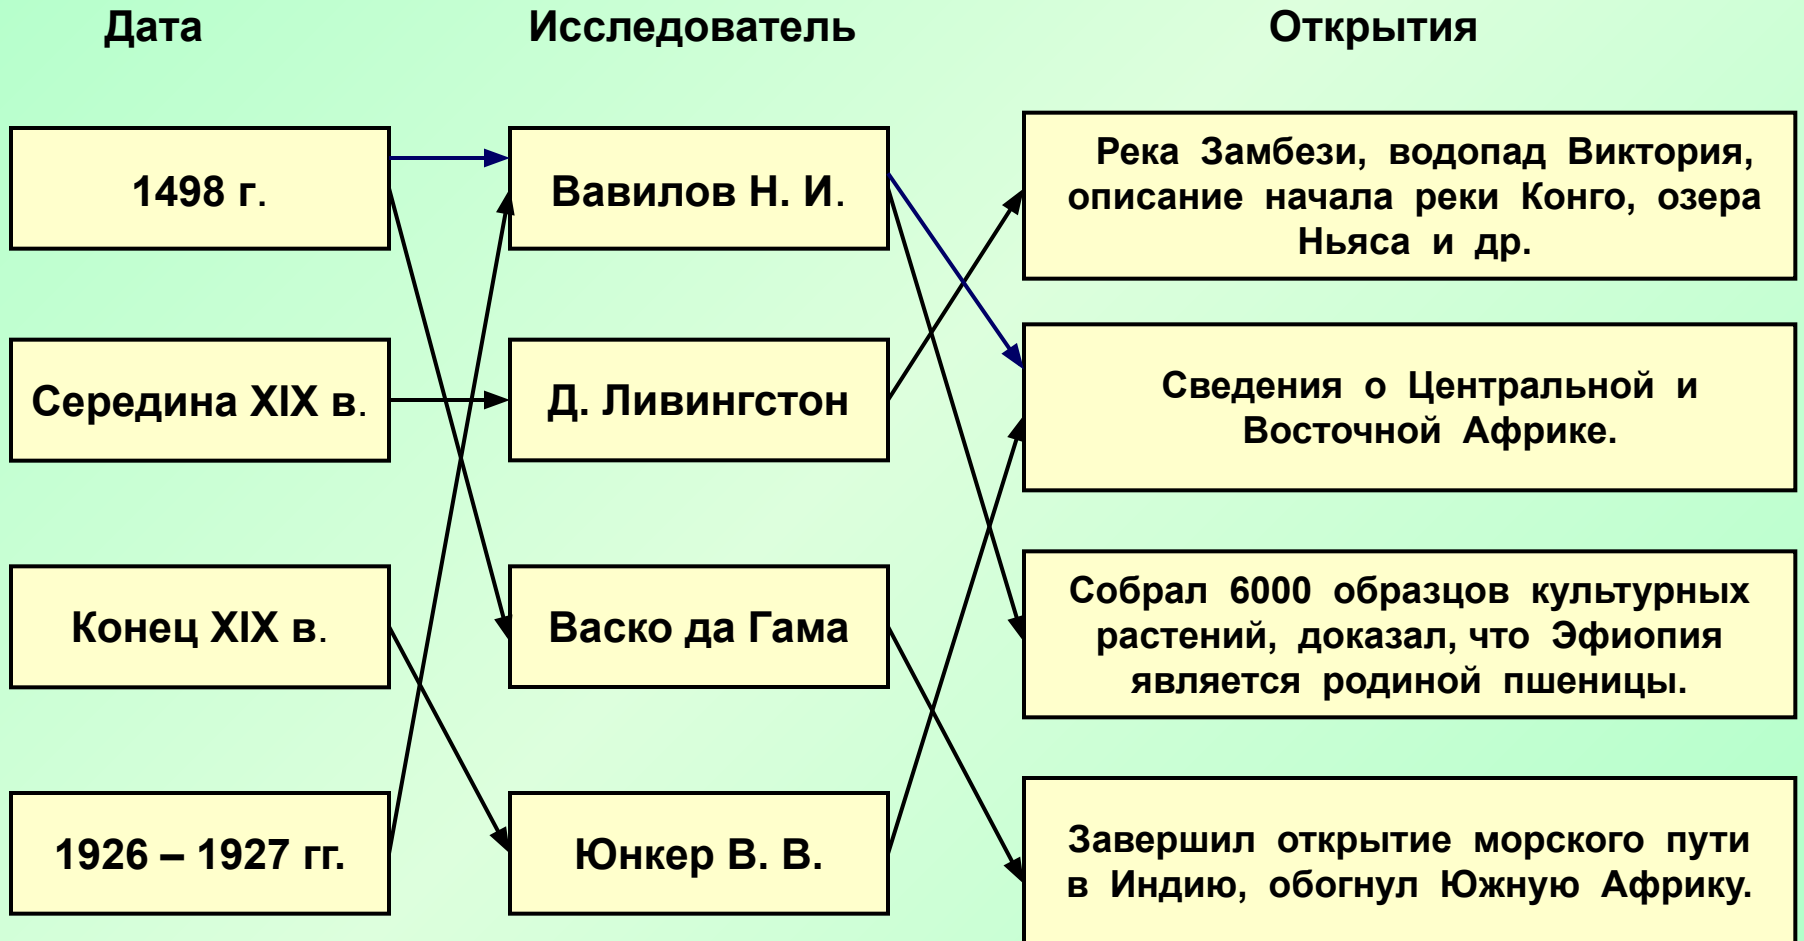 Дата
Исследователь
Открытия
1498 г.
Вавилов Н. И.
Река Замбези, водопад Виктория,
описание начала реки Конго, озера
Ньяса и др.
Середина XIX в.
Д. Ливингстон
Сведения о Центральной и
Восточной Африке.
Конец XIX в.
Васко да Гама
Собрал 6000 образцов культурных
растений, доказал, что Эфиопия
является родиной пшеницы.
1926 – 1927 гг.
Юнкер В. В.
Завершил открытие морского пути
в Индию, обогнул Южную Африку.